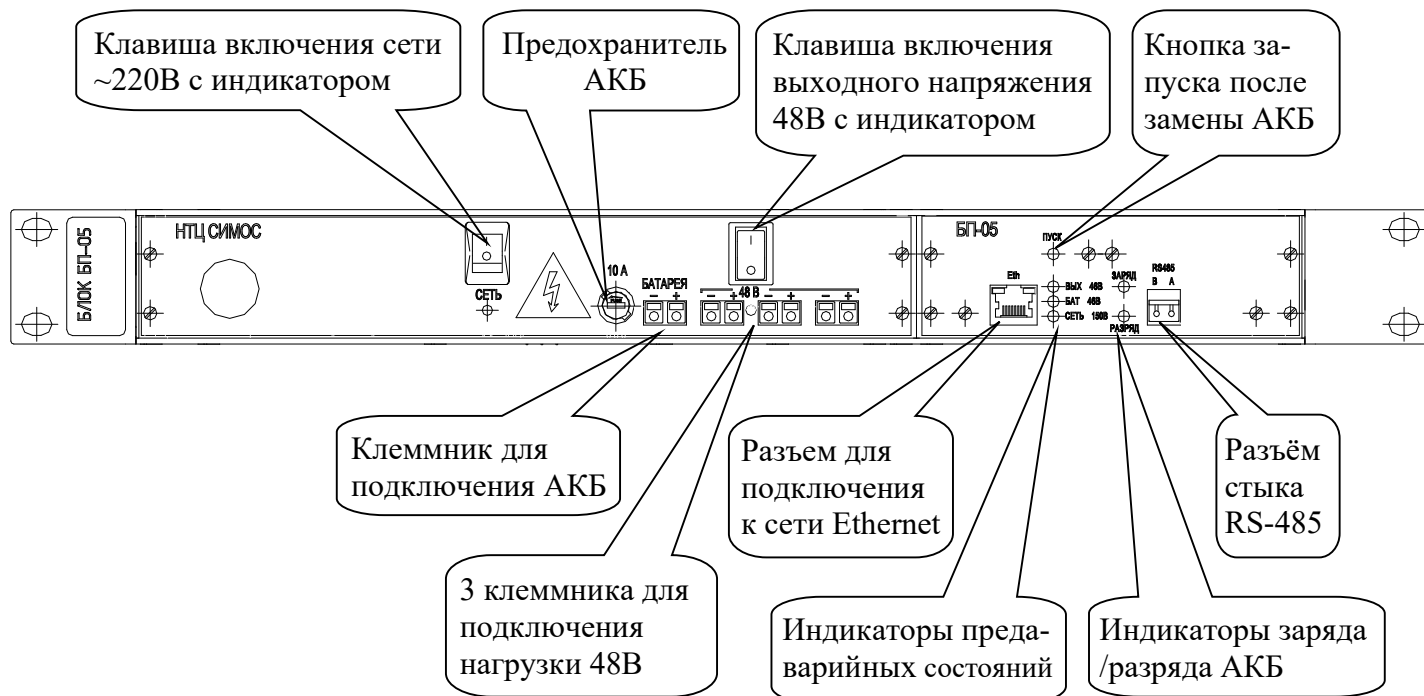 Клавиша включения сети
~220В с индикатором
Предохранитель
АКБ
Клавиша включения
выходного напряжения
48В с индикатором
Кнопка за-
пуска после
замены АКБ
БЛОК БП-05
НТЦ СИМОС
СЕТЬ
10 А
БАТАРЕЯ
– +
48 В
– + – + – +
БП-05
ПУСК
Eth
ВЫХ 46В
БАТ 46В
СЕТЬ 150В
ЗАРЯД
РАЗРЯД
RS485
B A
Клеммник для
подключения АКБ
3 клеммника для
подключения
нагрузки 48В
Разъем для
подключения
к сети Ethernet
Индикаторы преда-
варийных состояний
Индикаторы заряда
/разряда АКБ
Разъём
стыка
RS-485